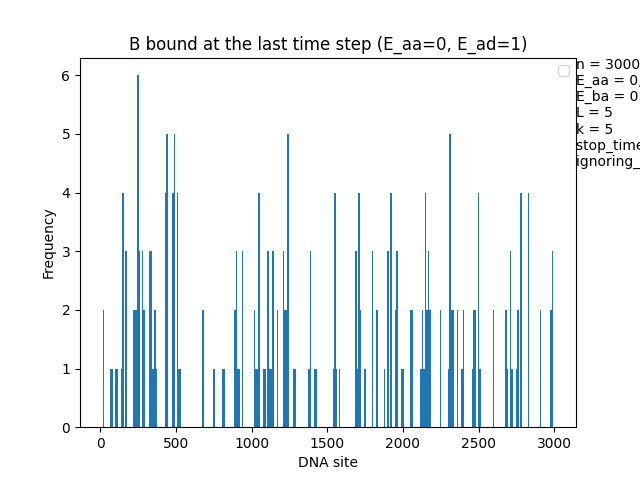 B bound at the last time step (E_aa=0, E_ad=1)
n = 3000
E_aa = 0,
E_ba = 0
L = 5
k = 5
stop_time
ignoring_
Frequency
6
5
4
3
2
1
0
0 500 1000 1500 2000 2500 3000
DNA site